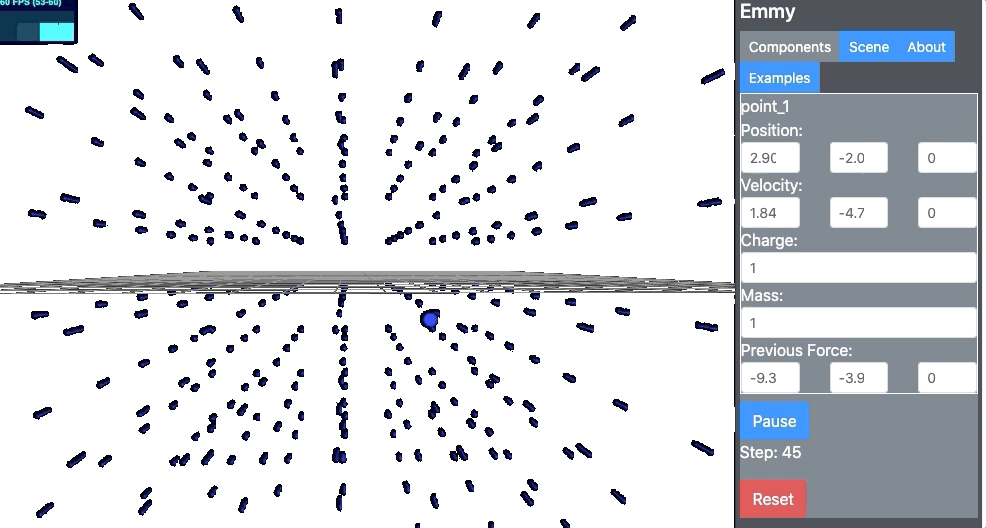 60 FPS (53-60)
Emmy
Components Scene About
Examples
point_1
Position:
2.90 -2.0 0
Velocity:
1.84 -4.7 0
Charge:
1
Mass:
1
Previous Force:
-9.3 -3.9 0
Pause
Step: 45
Reset